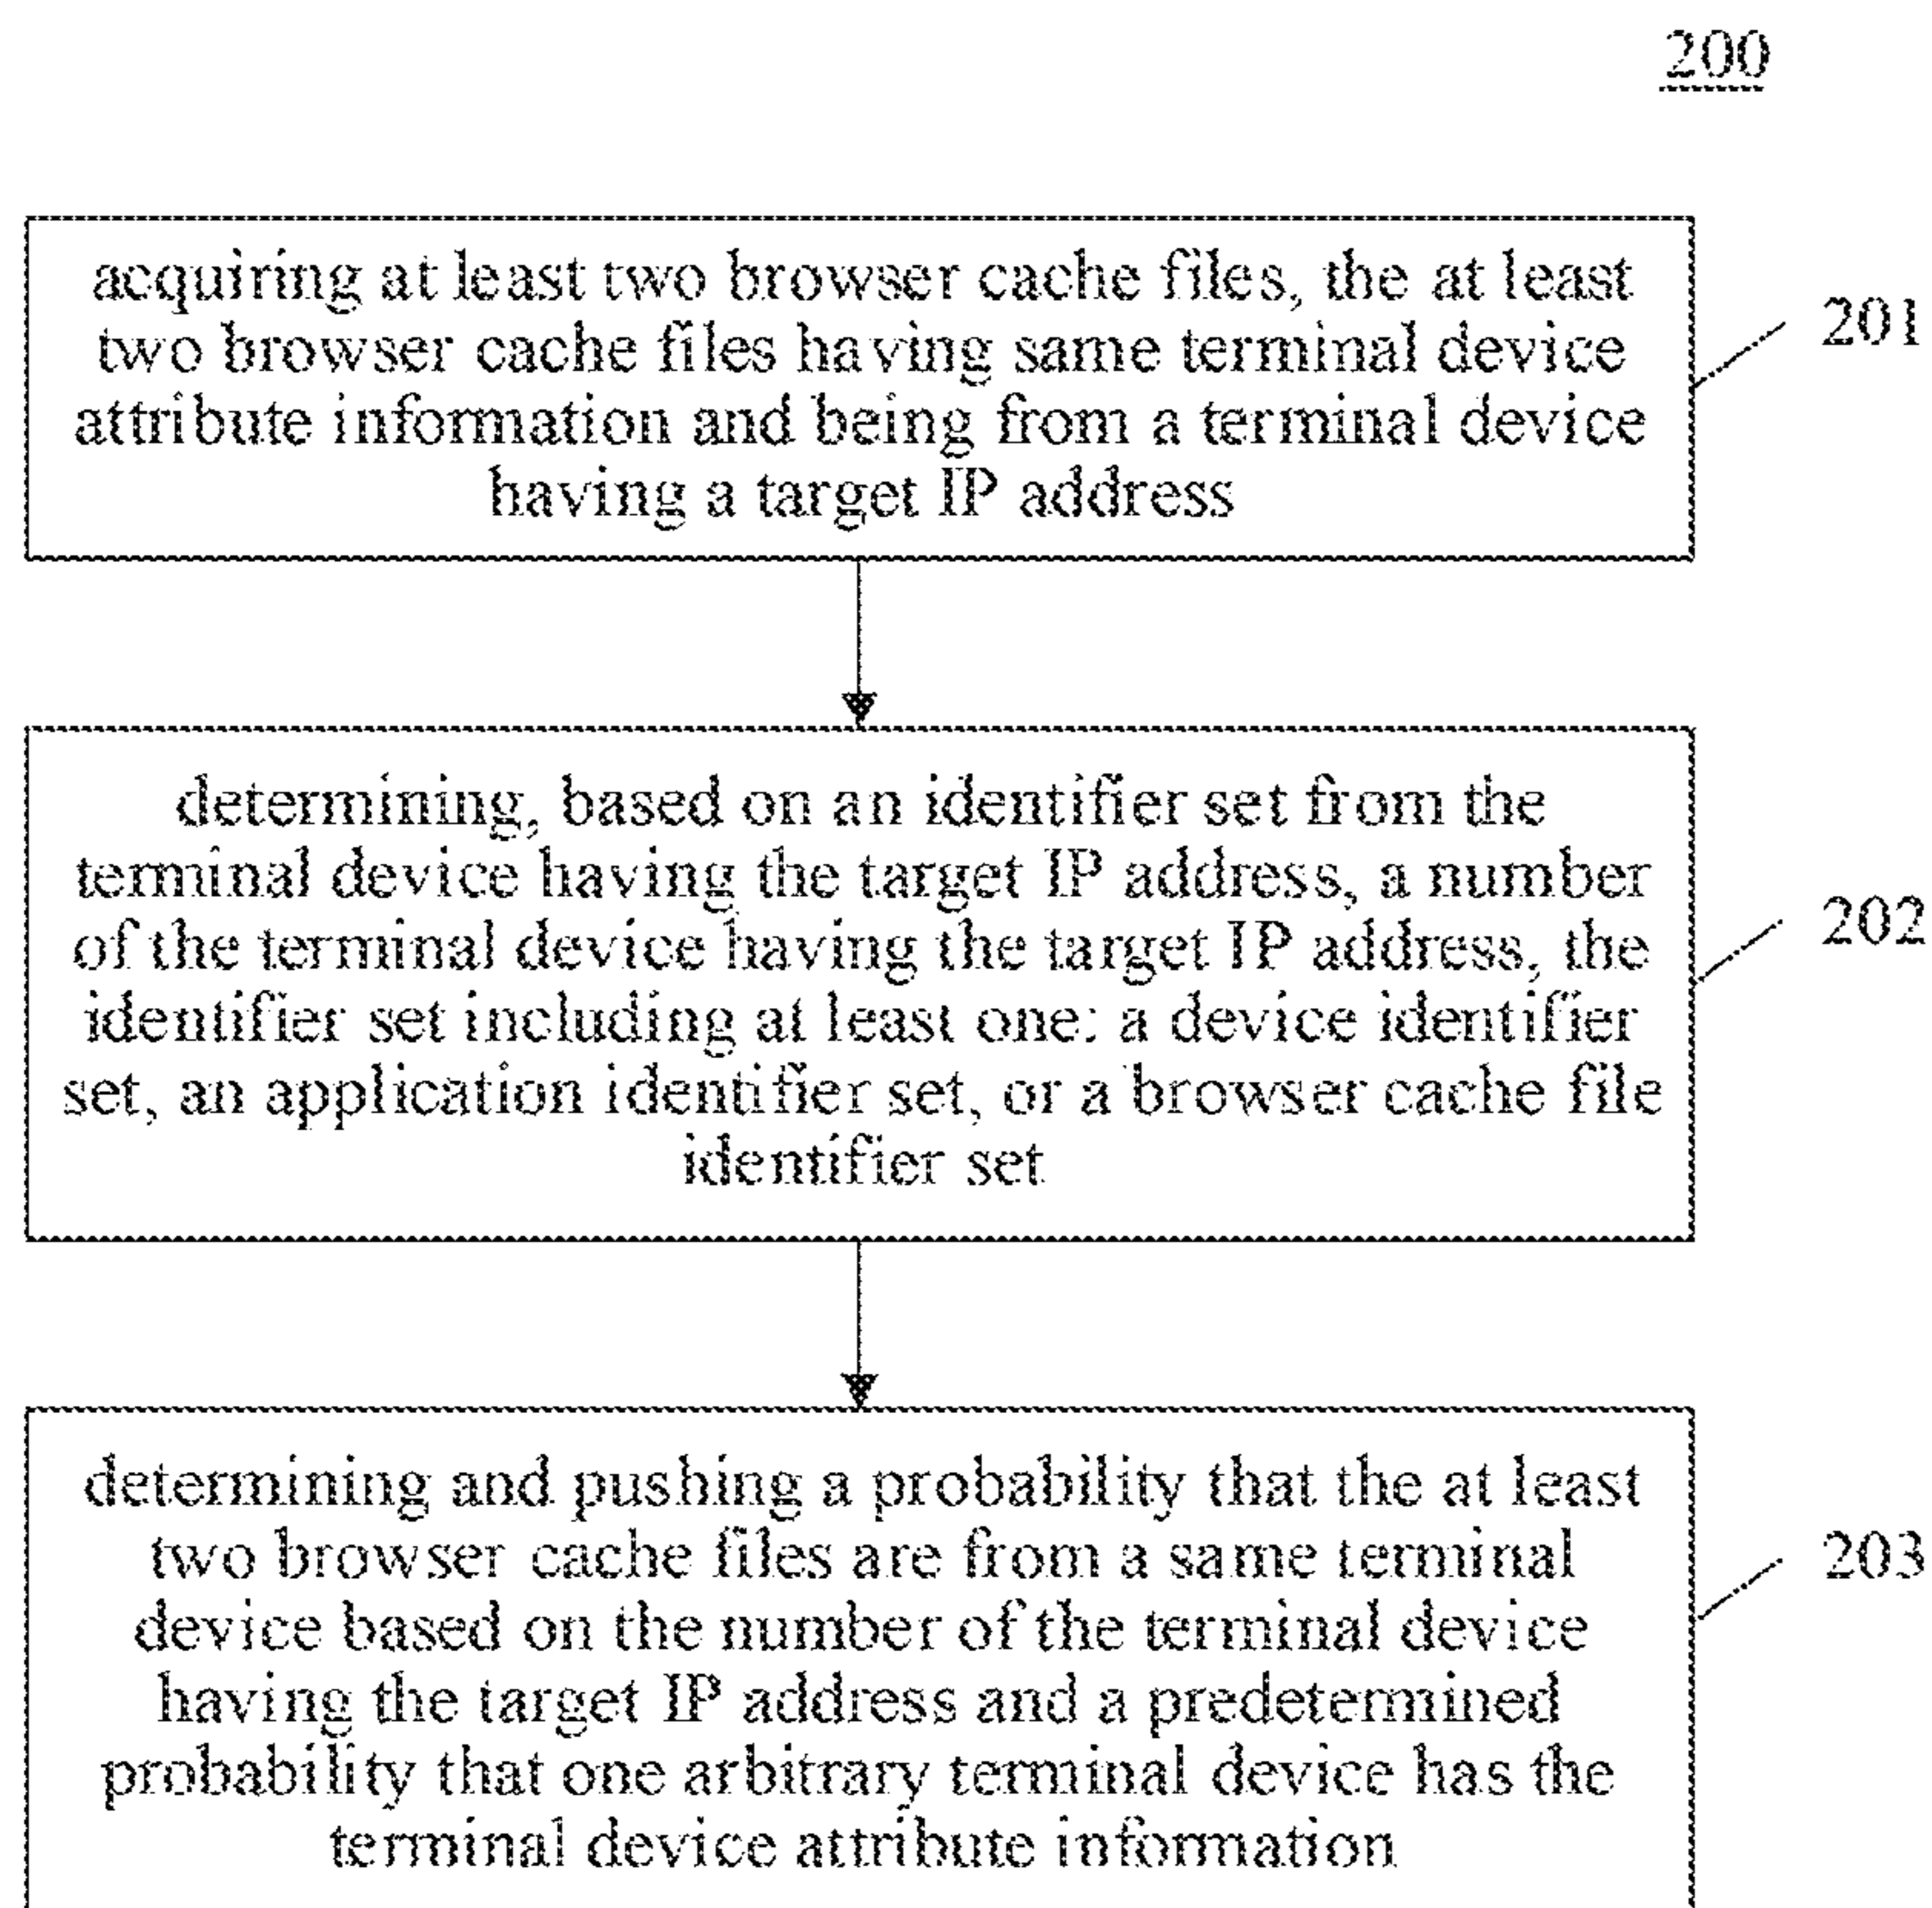 200
acquiring at least two browser cache files, the at least
two browser cache files having same terminal device
attribute information and being from a terminal device
having a target IP address
201
determining, based on an identifier set from the
terminal device having the target IP address, a number
of the terminal device having the target IP address, the
identifier set including at least one: a device identifier
set, an application identifier set, or a browser cache file
identifier set
202
determining and pushing a probability that the at least
two browser cache files are from a same terminal
device based on the number of the terminal device
having the target IP address and a predetermined
probability that one arbitrary terminal device has the
terminal device attribute information
203